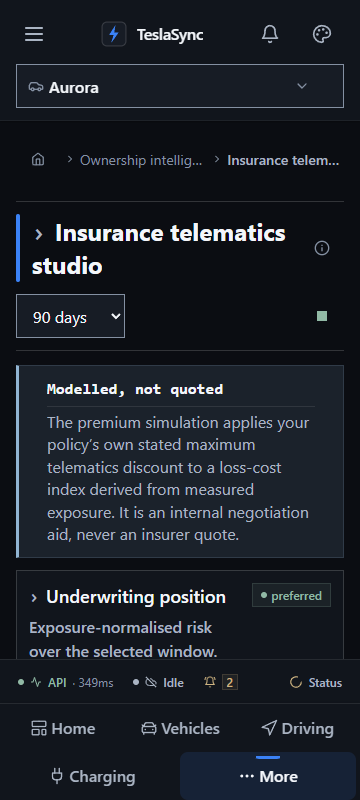 TeslaSync
Aurora
Ownership intellig... Insurance telem...
Insurance telematics
studio
90 days
Modelled, not quoted
The premium simulation applies your
policy's own stated maximum
telematics discount to a loss-cost
index derived from measured
exposure. It is an internal negotiation
aid, never an insurer quote.
Underwriting position preferred
Exposure-normalised risk
over the selected window.
API · 349ms Idle 2 Status
Home Vehicles Driving
Charging More